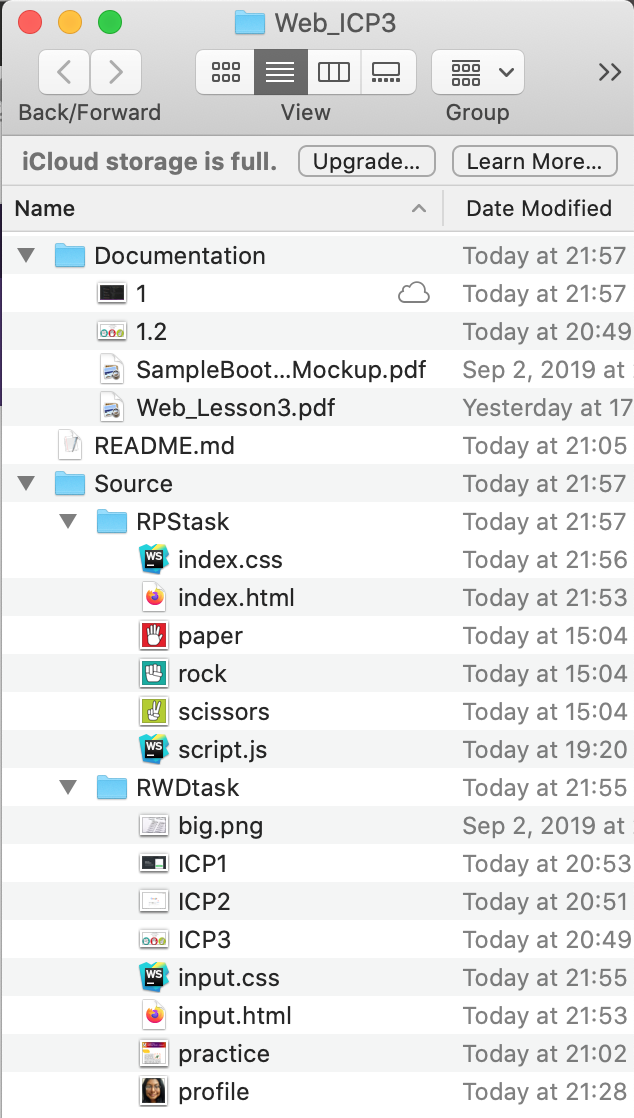 Web_ICP3
Back/Forward View Group
iCloud storage is full. Upgrade... Learn More...
Name Date Modified
Documentation Today at 21:57
1 Today at 21:57
1.2 Today at 20:49
SampleBoot...Mockup.pdf Sep 2, 2019 at
Web_Lesson3.pdf Yesterday at 17
README.md Today at 21:05
Source Today at 21:57
RPStask Today at 21:57
WS index.css Today at 21:56
index.html Today at 21:53
paper Today at 15:04
rock Today at 15:04
scissors Today at 15:04
WS script.js Today at 19:20
RWDtask Today at 21:55
big.png Sep 2, 2019 at
ICP1 Today at 20:53
ICP2 Today at 20:51
ICP3 Today at 20:49
WS input.css Today at 21:55
input.html Today at 21:53
practice Today at 21:02
profile Today at 21:28